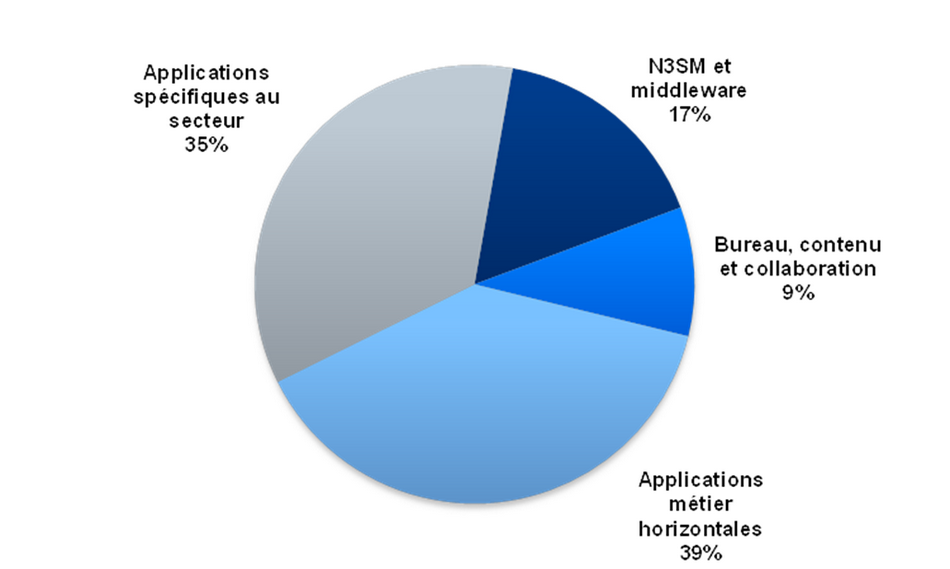 Applications
spécifiques au
secteur
35%
N3SM et
middleware
17%
Bureau, contenu
et collaboration
9%
Applications
métier
horizontales
39%